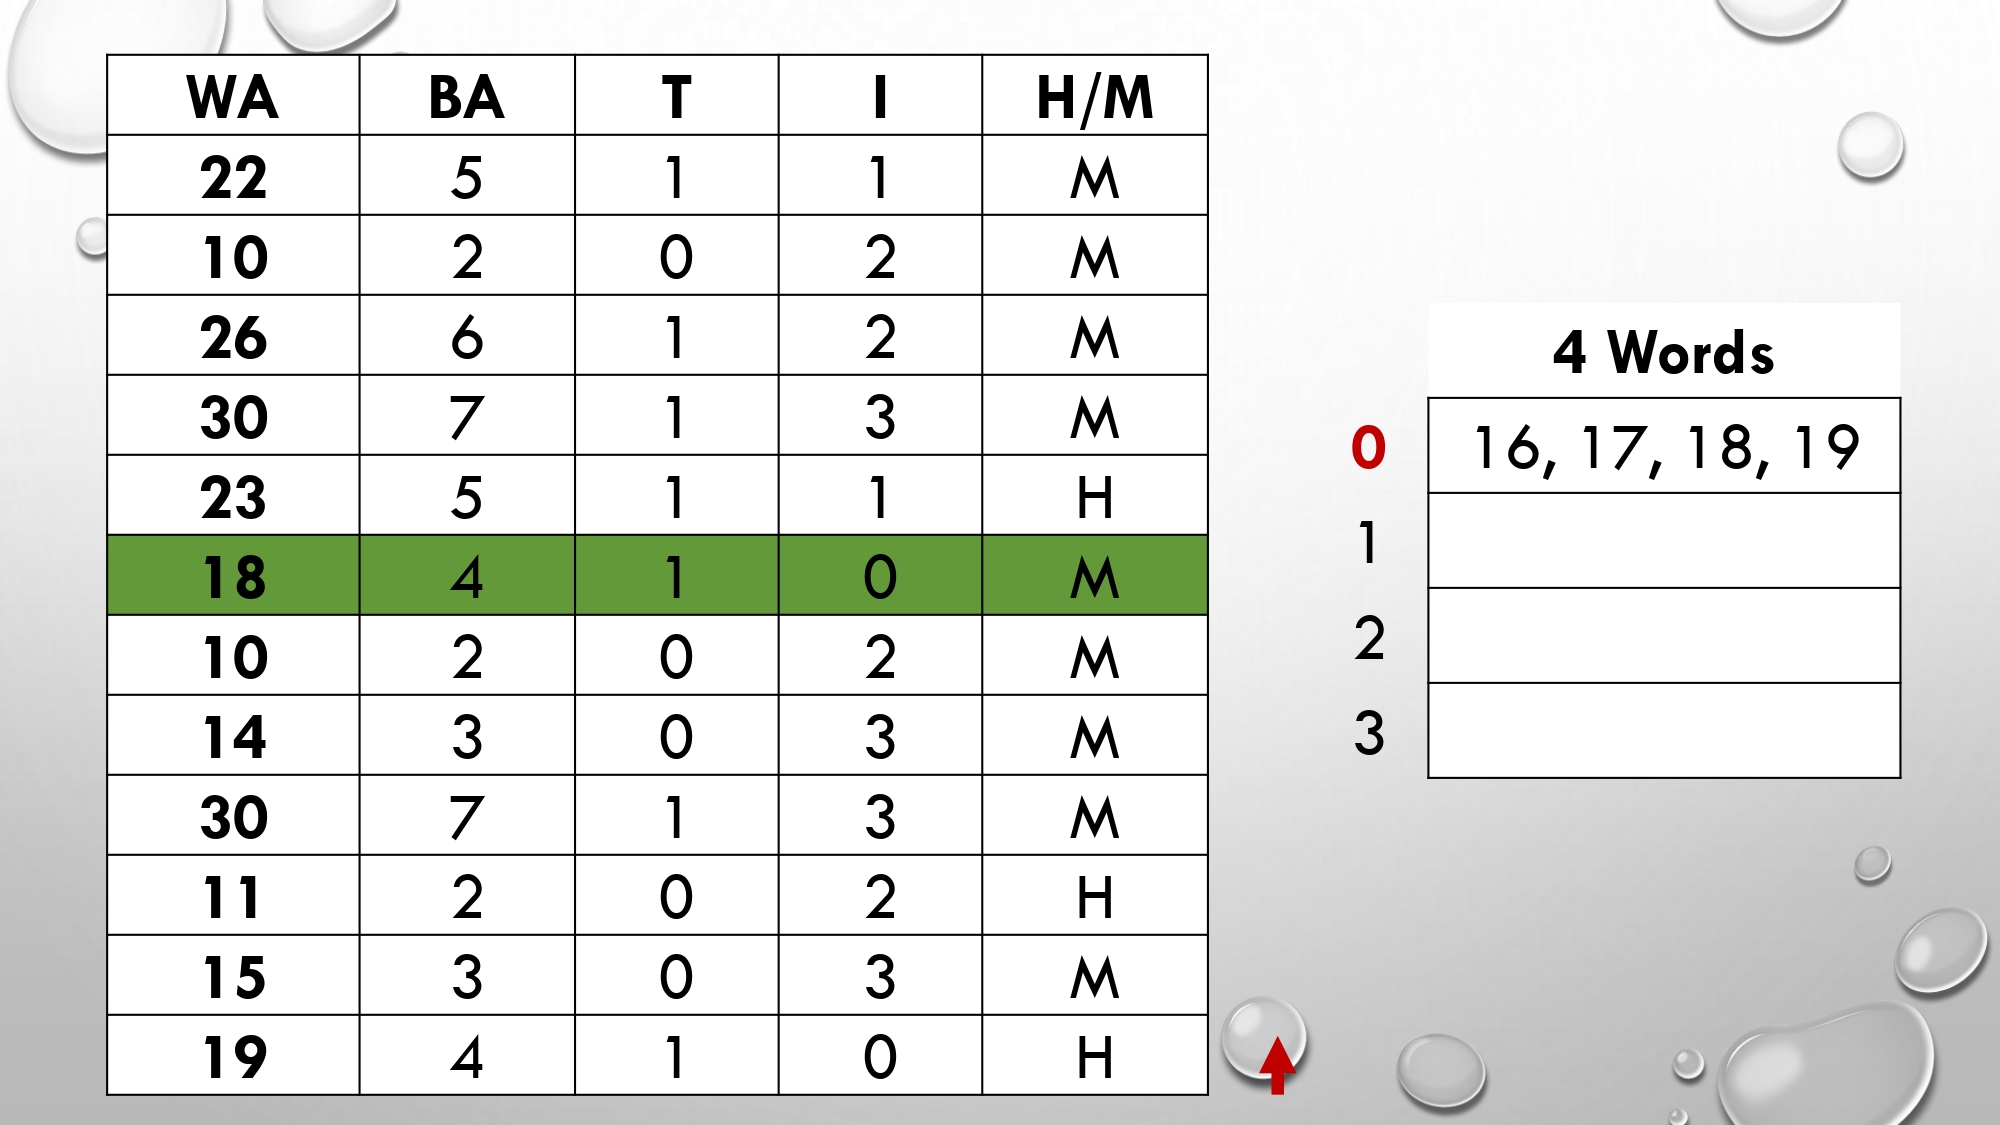 WA BA T I H/M
22 5 1 1 M
10 2 0 2 M
26 6 1 2 M
30 7 1 3 M
23 5 1 1 H
18 4 1 0 M
10 2 0 2 M
14 3 0 3 M
30 7 1 3 M
11 2 0 2 H
15 3 0 3 M
19 4 1 0 H
4 Words
0 16, 17, 18, 19
1
2
3